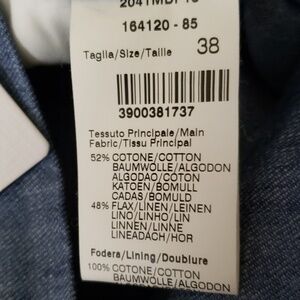 164120 - 85
Taglia/Size/Taille 38
3900381737
Tessuto Principale/Main
Fabric/Tissu Principal
52% COTONE/COTTON
BAUMWOLLE/ALGODON
ALGODAO/COTON
KATOEN/BOMULL
CADAS/BOMULD
48% FLAX/LINEN/LEINEN
LINO/LINHO/LIN
LINNEN/LINNE
LINEADACH/HOR
Fodera/Lining/Doublure
100% COTONE/COTTON
BAUMWOLLE/ALGODON